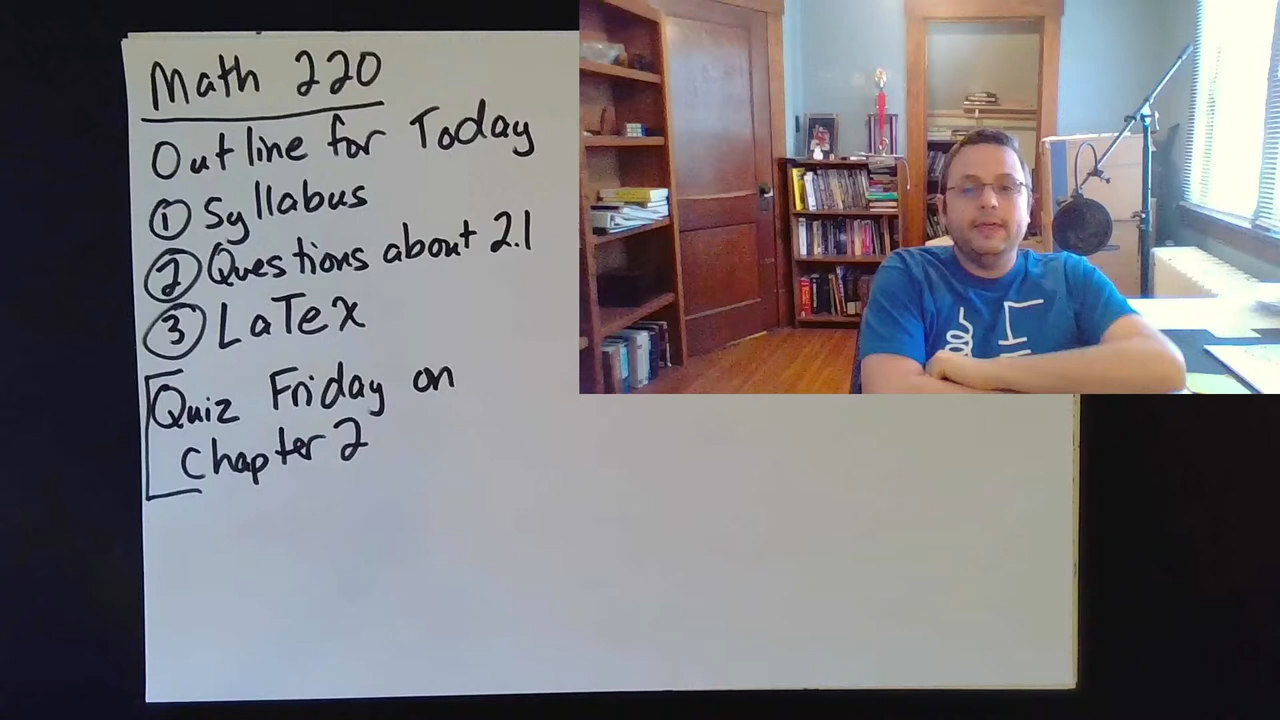 Math 220
Outline for Today
① Syllabus
② Questions about 2.1
③ LaTex
Quiz Friday on
Chapter 2